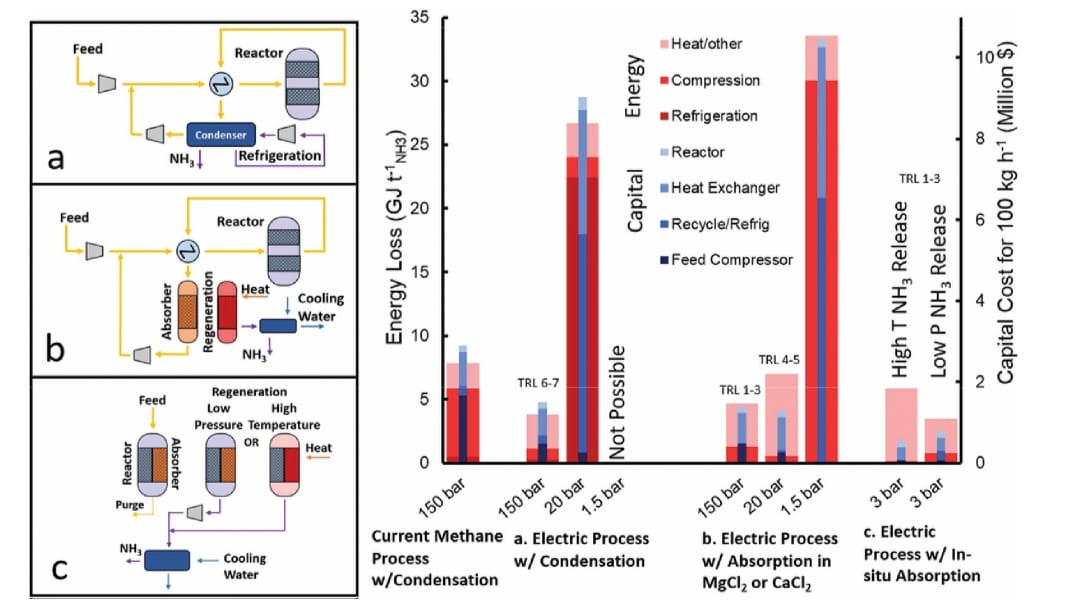 Feed
Reactor
Condenser
NH3
Refrigeration
a
Feed
Reactor
Absorber
Regeneration
Heat
Cooling
Water
NH3
b
Regeneration
Feed
Low
Pressure
OR
High
Temperature
Reactor
Absorber
Heat
Purge
NH3
Cooling
Water
c
Energy Loss (GJ t⁻¹NH3)
35
30
25
20
15
10
5
0
Energy
Heat/other
Compression
Refrigeration
Capital
Reactor
Heat Exchanger
Recycle/Refrig
Feed Compressor
TRL 6-7
Not Possible
TRL 1-3
TRL 4-5
TRL 1-3
High T NH3 Release
Low P NH3 Release
10
8
6
4
2
0
Capital Cost for 100 kg h⁻¹ (Million $)
150 bar
150 bar
20 bar
1.5 bar
150 bar
20 bar
1.5 bar
3 bar
3 bar
Current Methane
Process
w/Condensation
a. Electric Process
w/ Condensation
b. Electric Process
w/ Absorption in
MgCl2 or CaCl2
c. Electric
Process w/ In-
situ Absorption